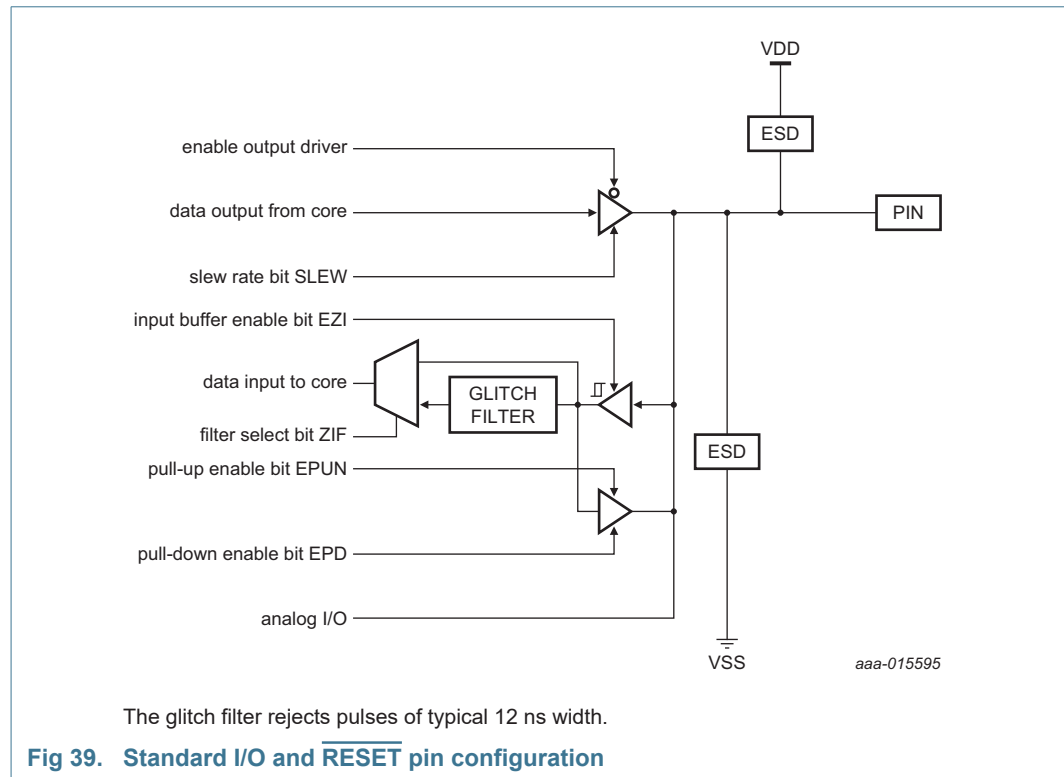 VDD
ESD
enable output driver
data output from core
PIN
slew rate bit SLEW
input buffer enable bit EZI
data input to core
GLITCH
FILTER
filter select bit ZIF
ESD
pull-up enable bit EPUN
pull-down enable bit EPD
analog I/O
VSS
aaa-015595
The glitch filter rejects pulses of typical 12 ns width.
Fig 39. Standard I/O and RESET pin configuration